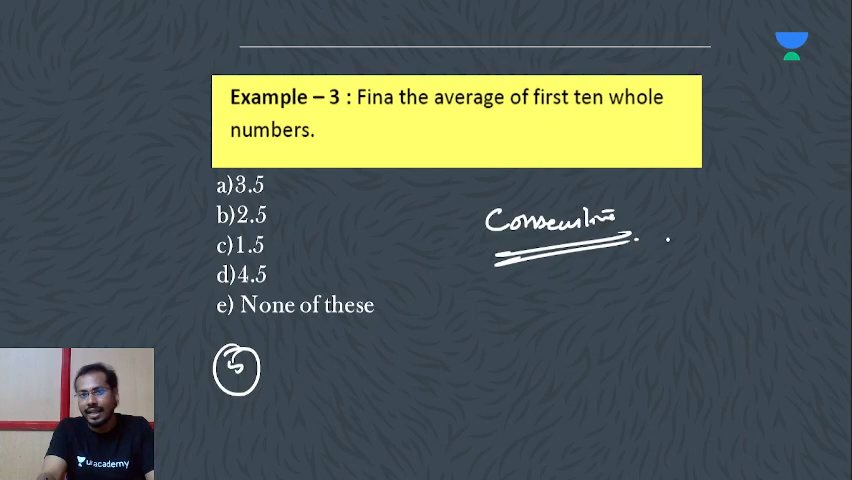 Example – 3 : Fina the average of first ten whole
numbers.
a)3.5
b)2.5
c)1.5
d)4.5
e) None of these
Consecutive
unacademy